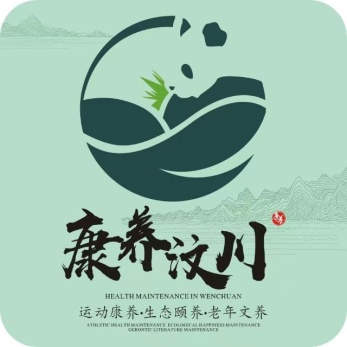 康养汶川
HEALTH MAINTENANCE IN WENCHUAN
运动康养·生态颐养·老年文养
ATHLETIC HEALTH MAINTENANCE ECOLOGICAL HAPPINESS MAINTENANCE
GERONTIC LITERATURE MAINTENANCE